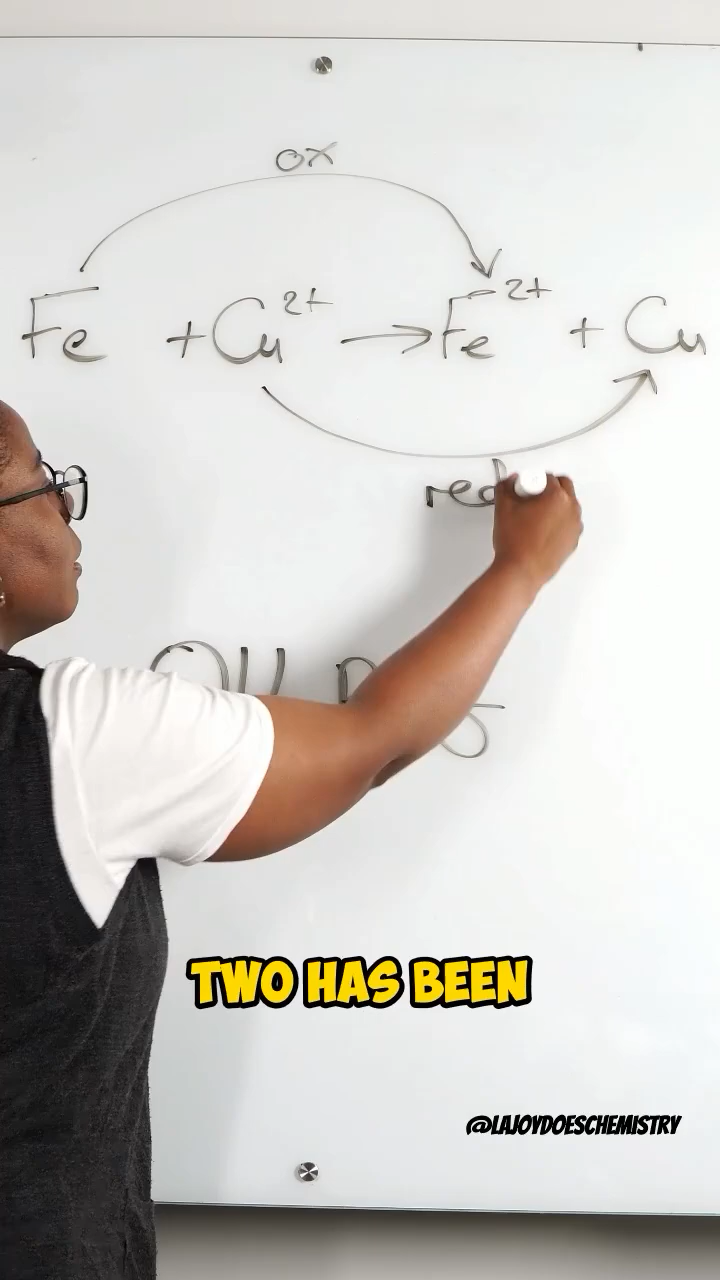 ox
Fe + Cu²⁺ → Fe²⁺ + Cu
red
TWO HAS BEEN
@LAJOYDOESCHEMISTRY